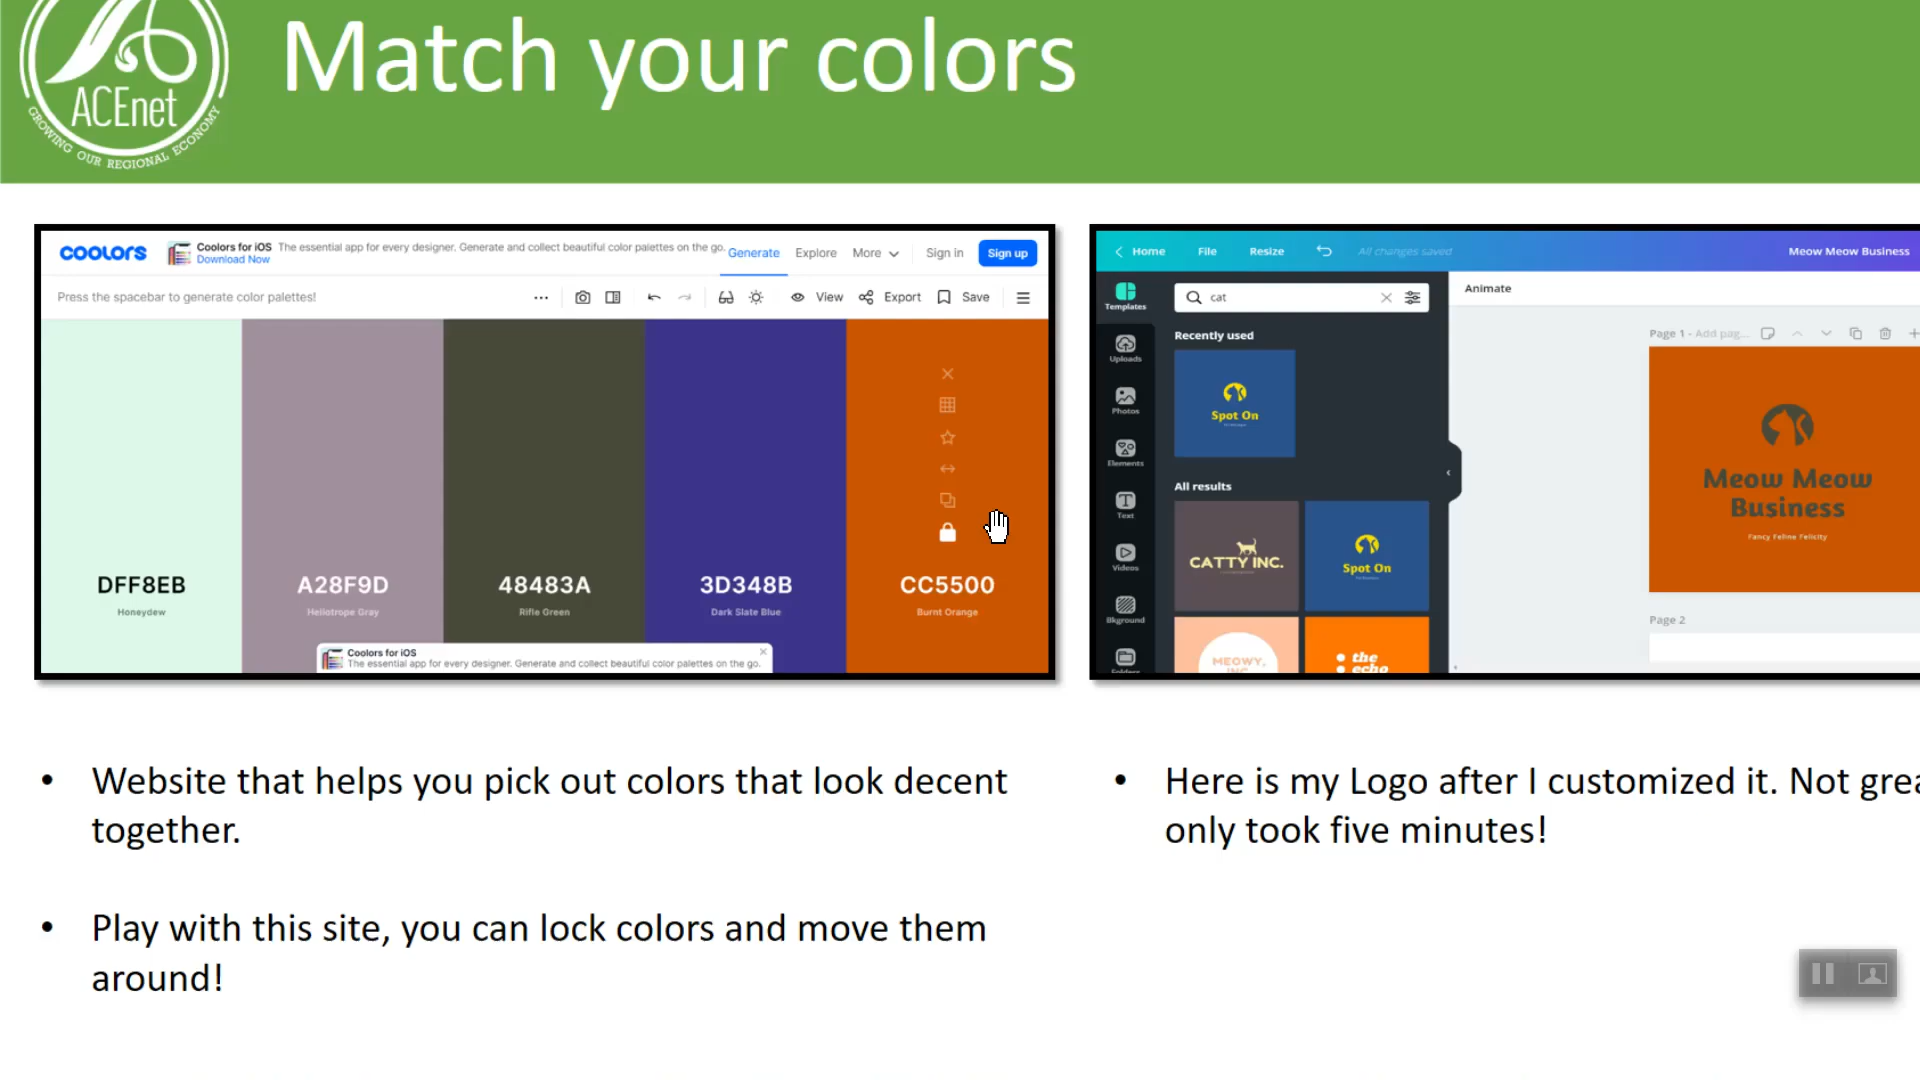 Match your colors
ACEnet
GROWING OUR REGIONAL ECONOMY
coolors
Coolors for iOS The essential app for every designer. Generate and collect beautiful color palettes on the go.
Download Now
Generate Explore More Sign in Sign up
Press the spacebar to generate color palettes!
View Export Save
DFF8EB A28F9D 48483A 3D348B CC5500
Honeydew Heliotrope Gray Rifle Green Dark Slate Blue Burnt Orange
Coolors for iOS
The essential app for every designer. Generate and collect beautiful color palettes on the go.
Home File Resize All changes saved Meow Meow Business
Templates
Uploads
Photos
Elements
Text
Videos
Bkground
Folders
cat
Recently used
Spot On
All results
CATTY INC.
Spot On
MEOWY,
INC
the
echo
Animate
Page 1 - Add pag...
Meow Meow
Business
Fancy Feline Felicity
Page 2
• Website that helps you pick out colors that look decent
together.
• Play with this site, you can lock colors and move them
around!
• Here is my Logo after I customized it. Not grea
only took five minutes!